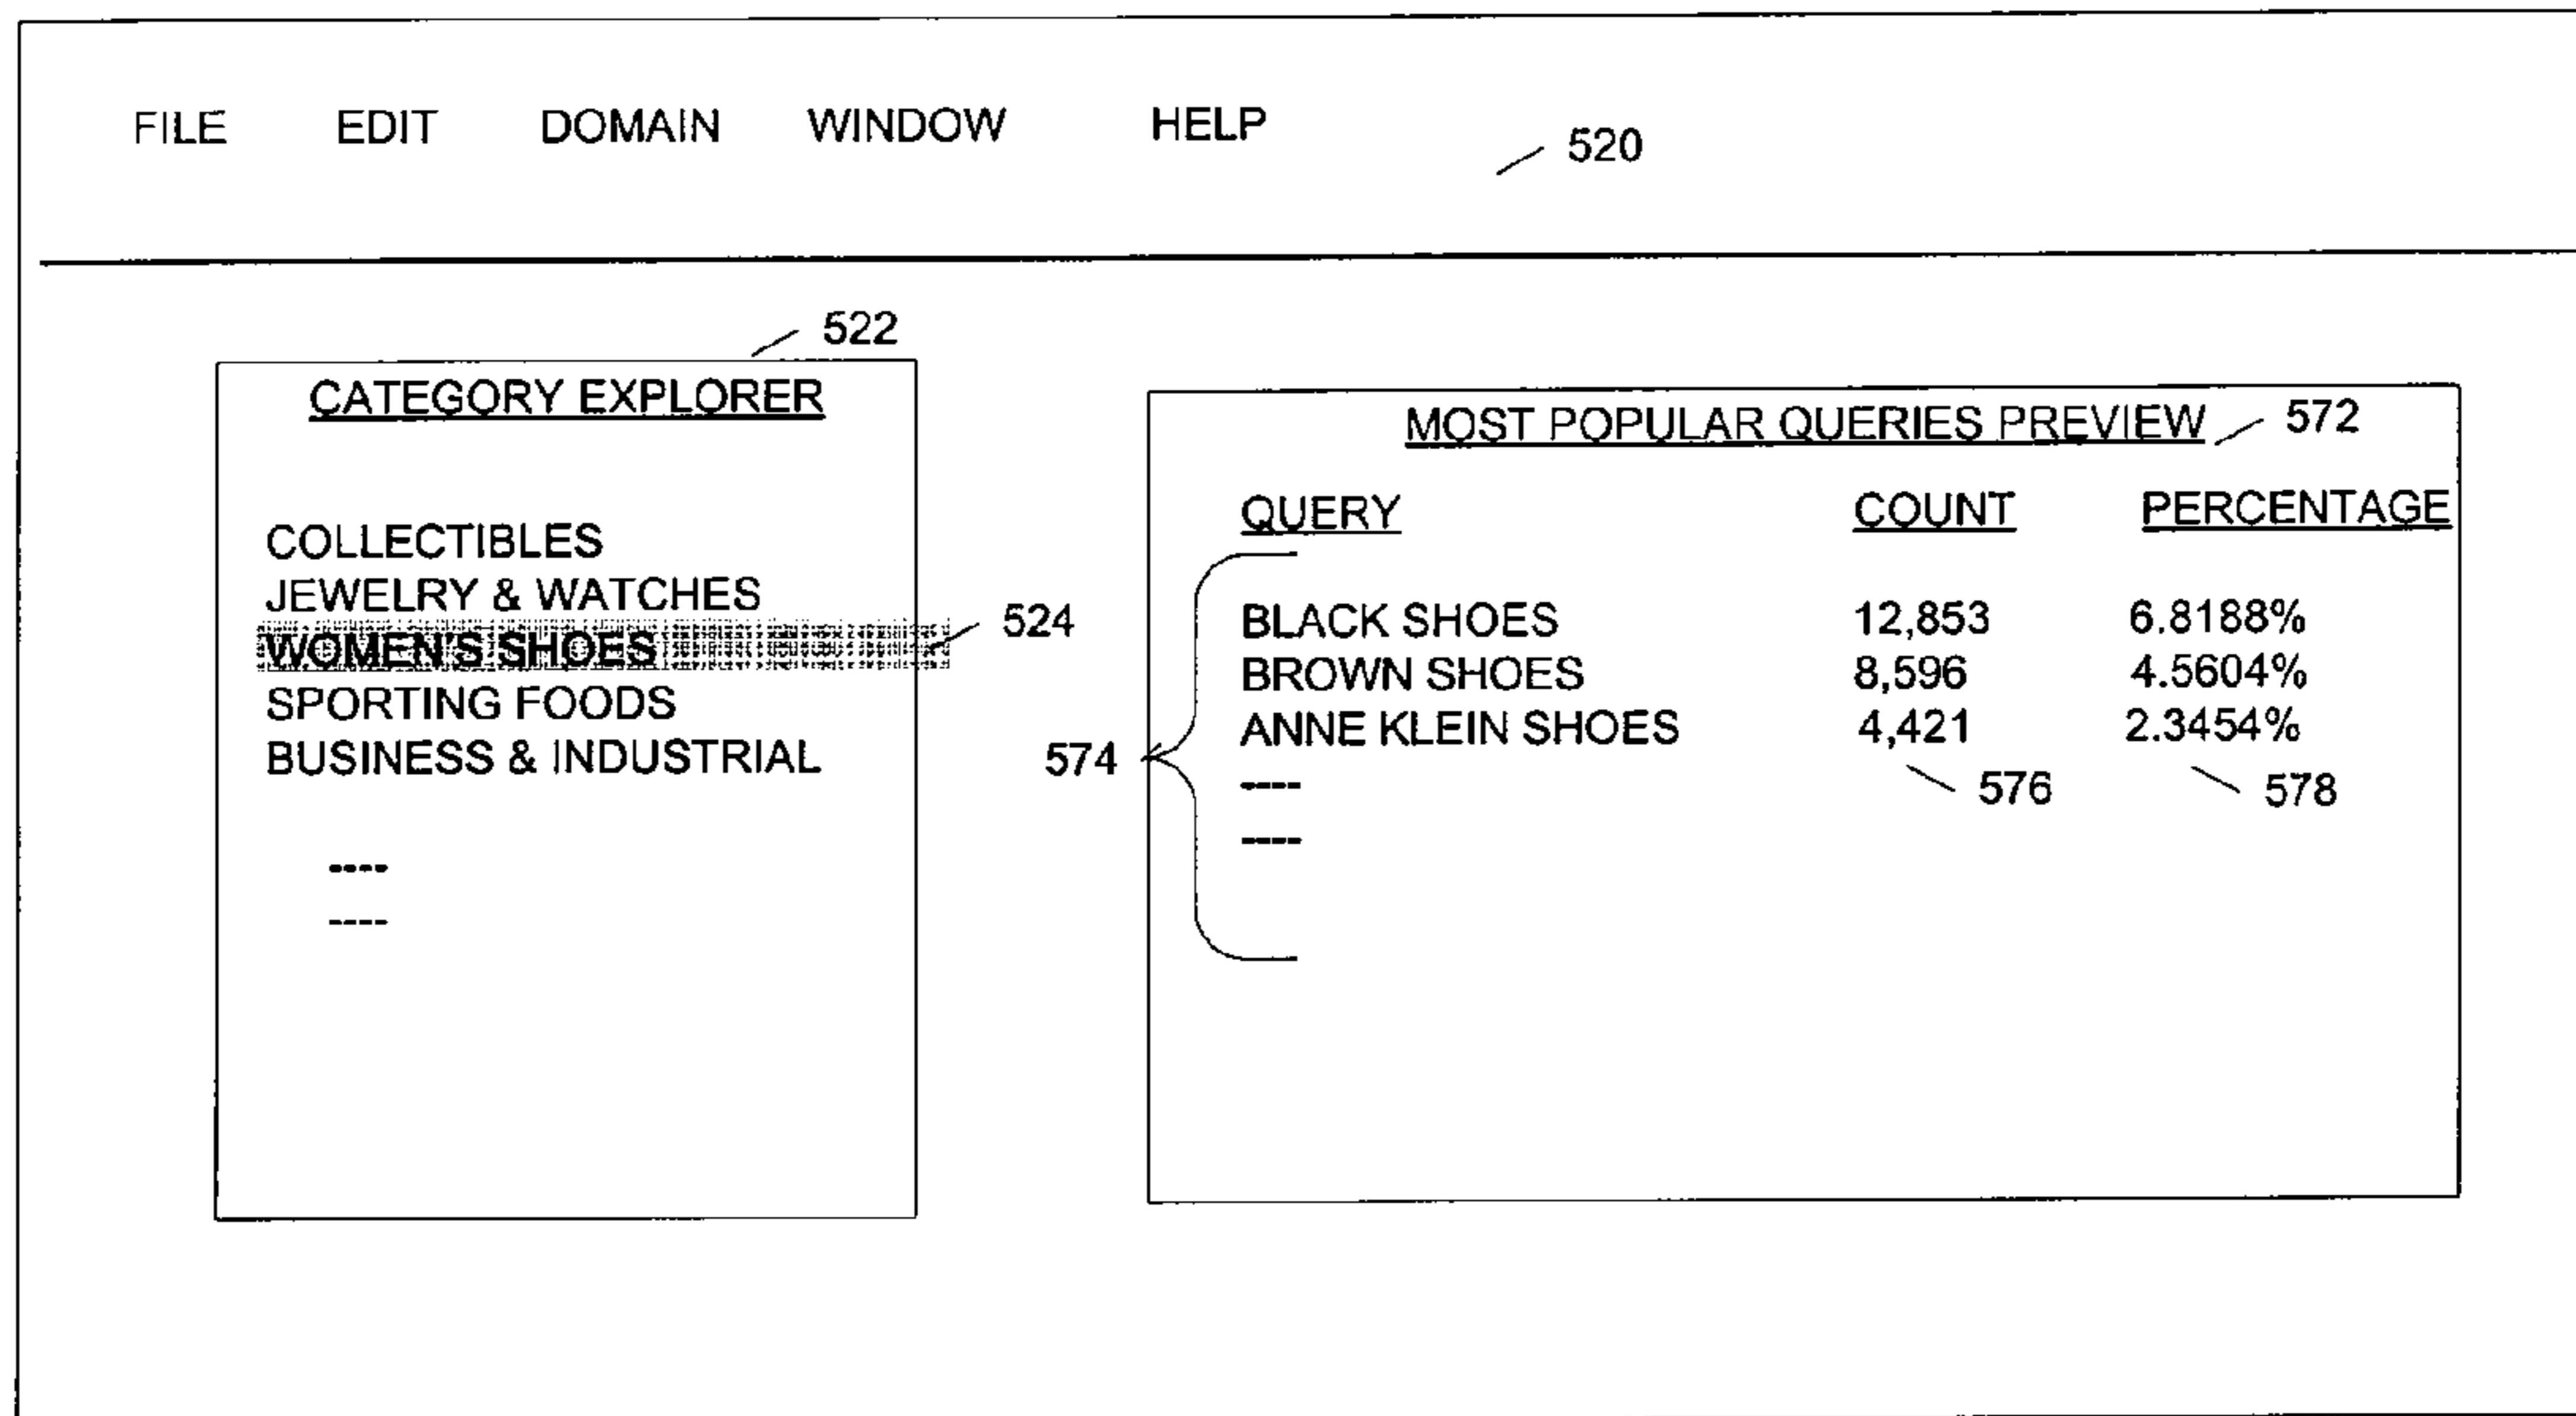 FILE EDIT DOMAIN WINDOW HELP
520
522
CATEGORY EXPLORER
COLLECTIBLES
JEWELRY & WATCHES
WOMEN'S SHOES
524
SPORTING FOODS
BUSINESS & INDUSTRIAL
----
----
MOST POPULAR QUERIES PREVIEW
572
QUERY COUNT PERCENTAGE
BLACK SHOES 12,853 6.8188%
BROWN SHOES 8,596 4.5604%
ANNE KLEIN SHOES 4,421 2.3454%
574
----
576
578
----